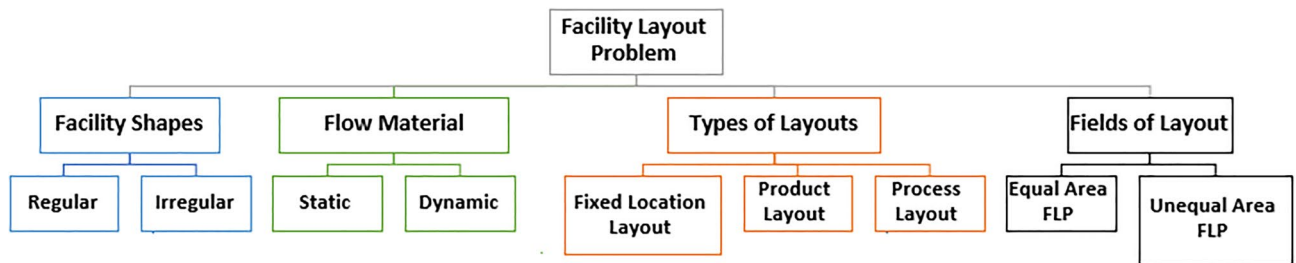 Facility Layout
Problem
Facility Shapes
Flow Material
Types of Layouts
Fields of Layout
Regular
Irregular
Static
Dynamic
Fixed Location
Layout
Product
Layout
Process
Layout
Equal Area
FLP
Unequal Area
FLP